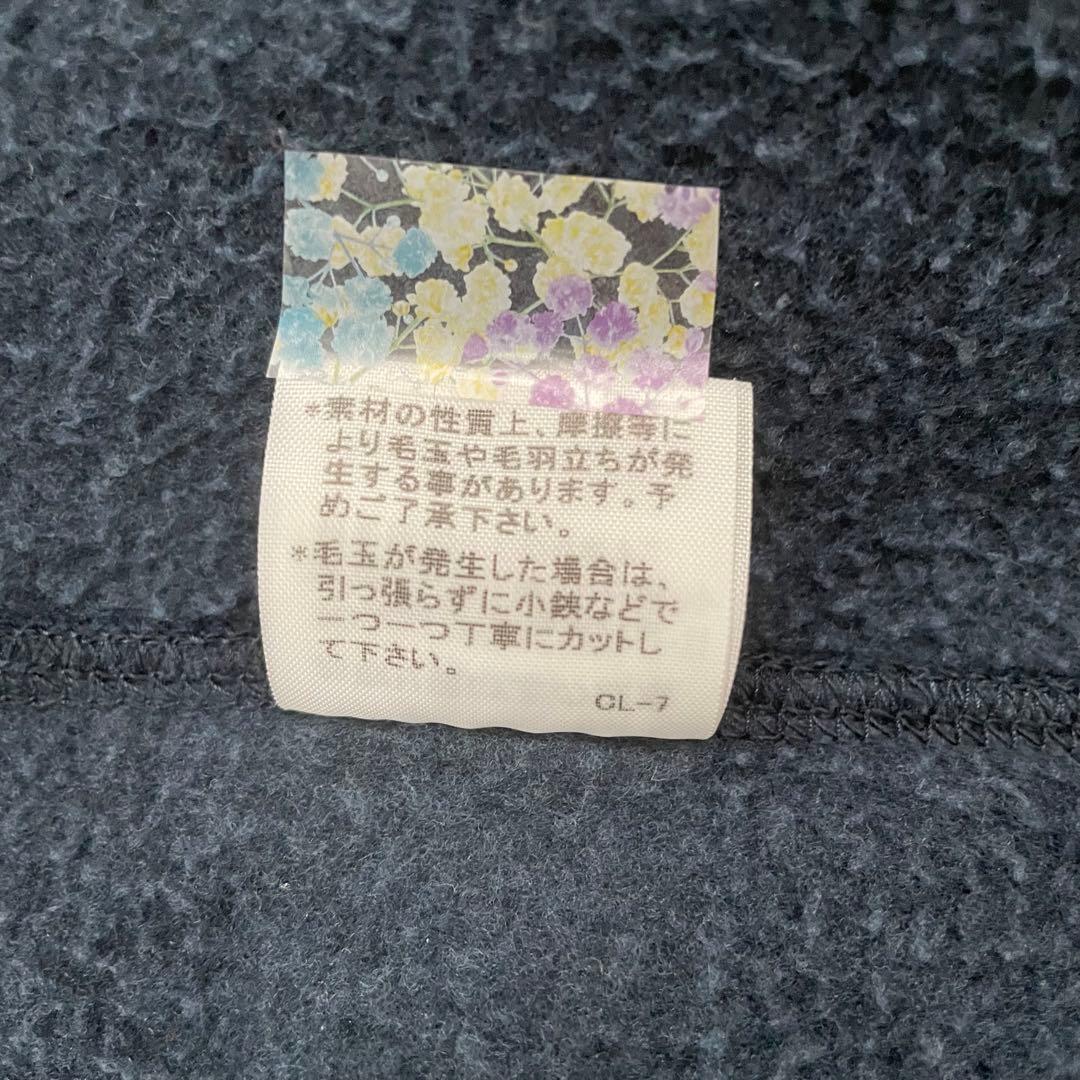 *素材の性質上、摩擦等に
より毛玉や毛羽立ちが発
生する事があります。予
めご了承下さい。
*毛玉が発生した場合は、
引っ張らずに小鋏などで
一つ一つ丁寧にカットし
て下さい。
CL-7